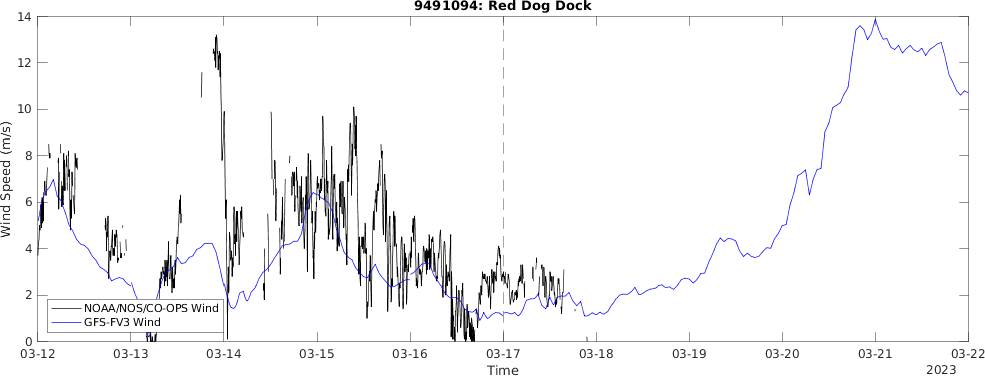 9491094: Red Dog Dock
14
12
10
8
6
4
2
0
Wind Speed (m/s)
NOAA/NOS/CO-OPS Wind
GFS-FV3 Wind
03-12 03-13 03-14 03-15 03-16 03-17 03-18 03-19 03-20 03-21 03-22
Time
2023